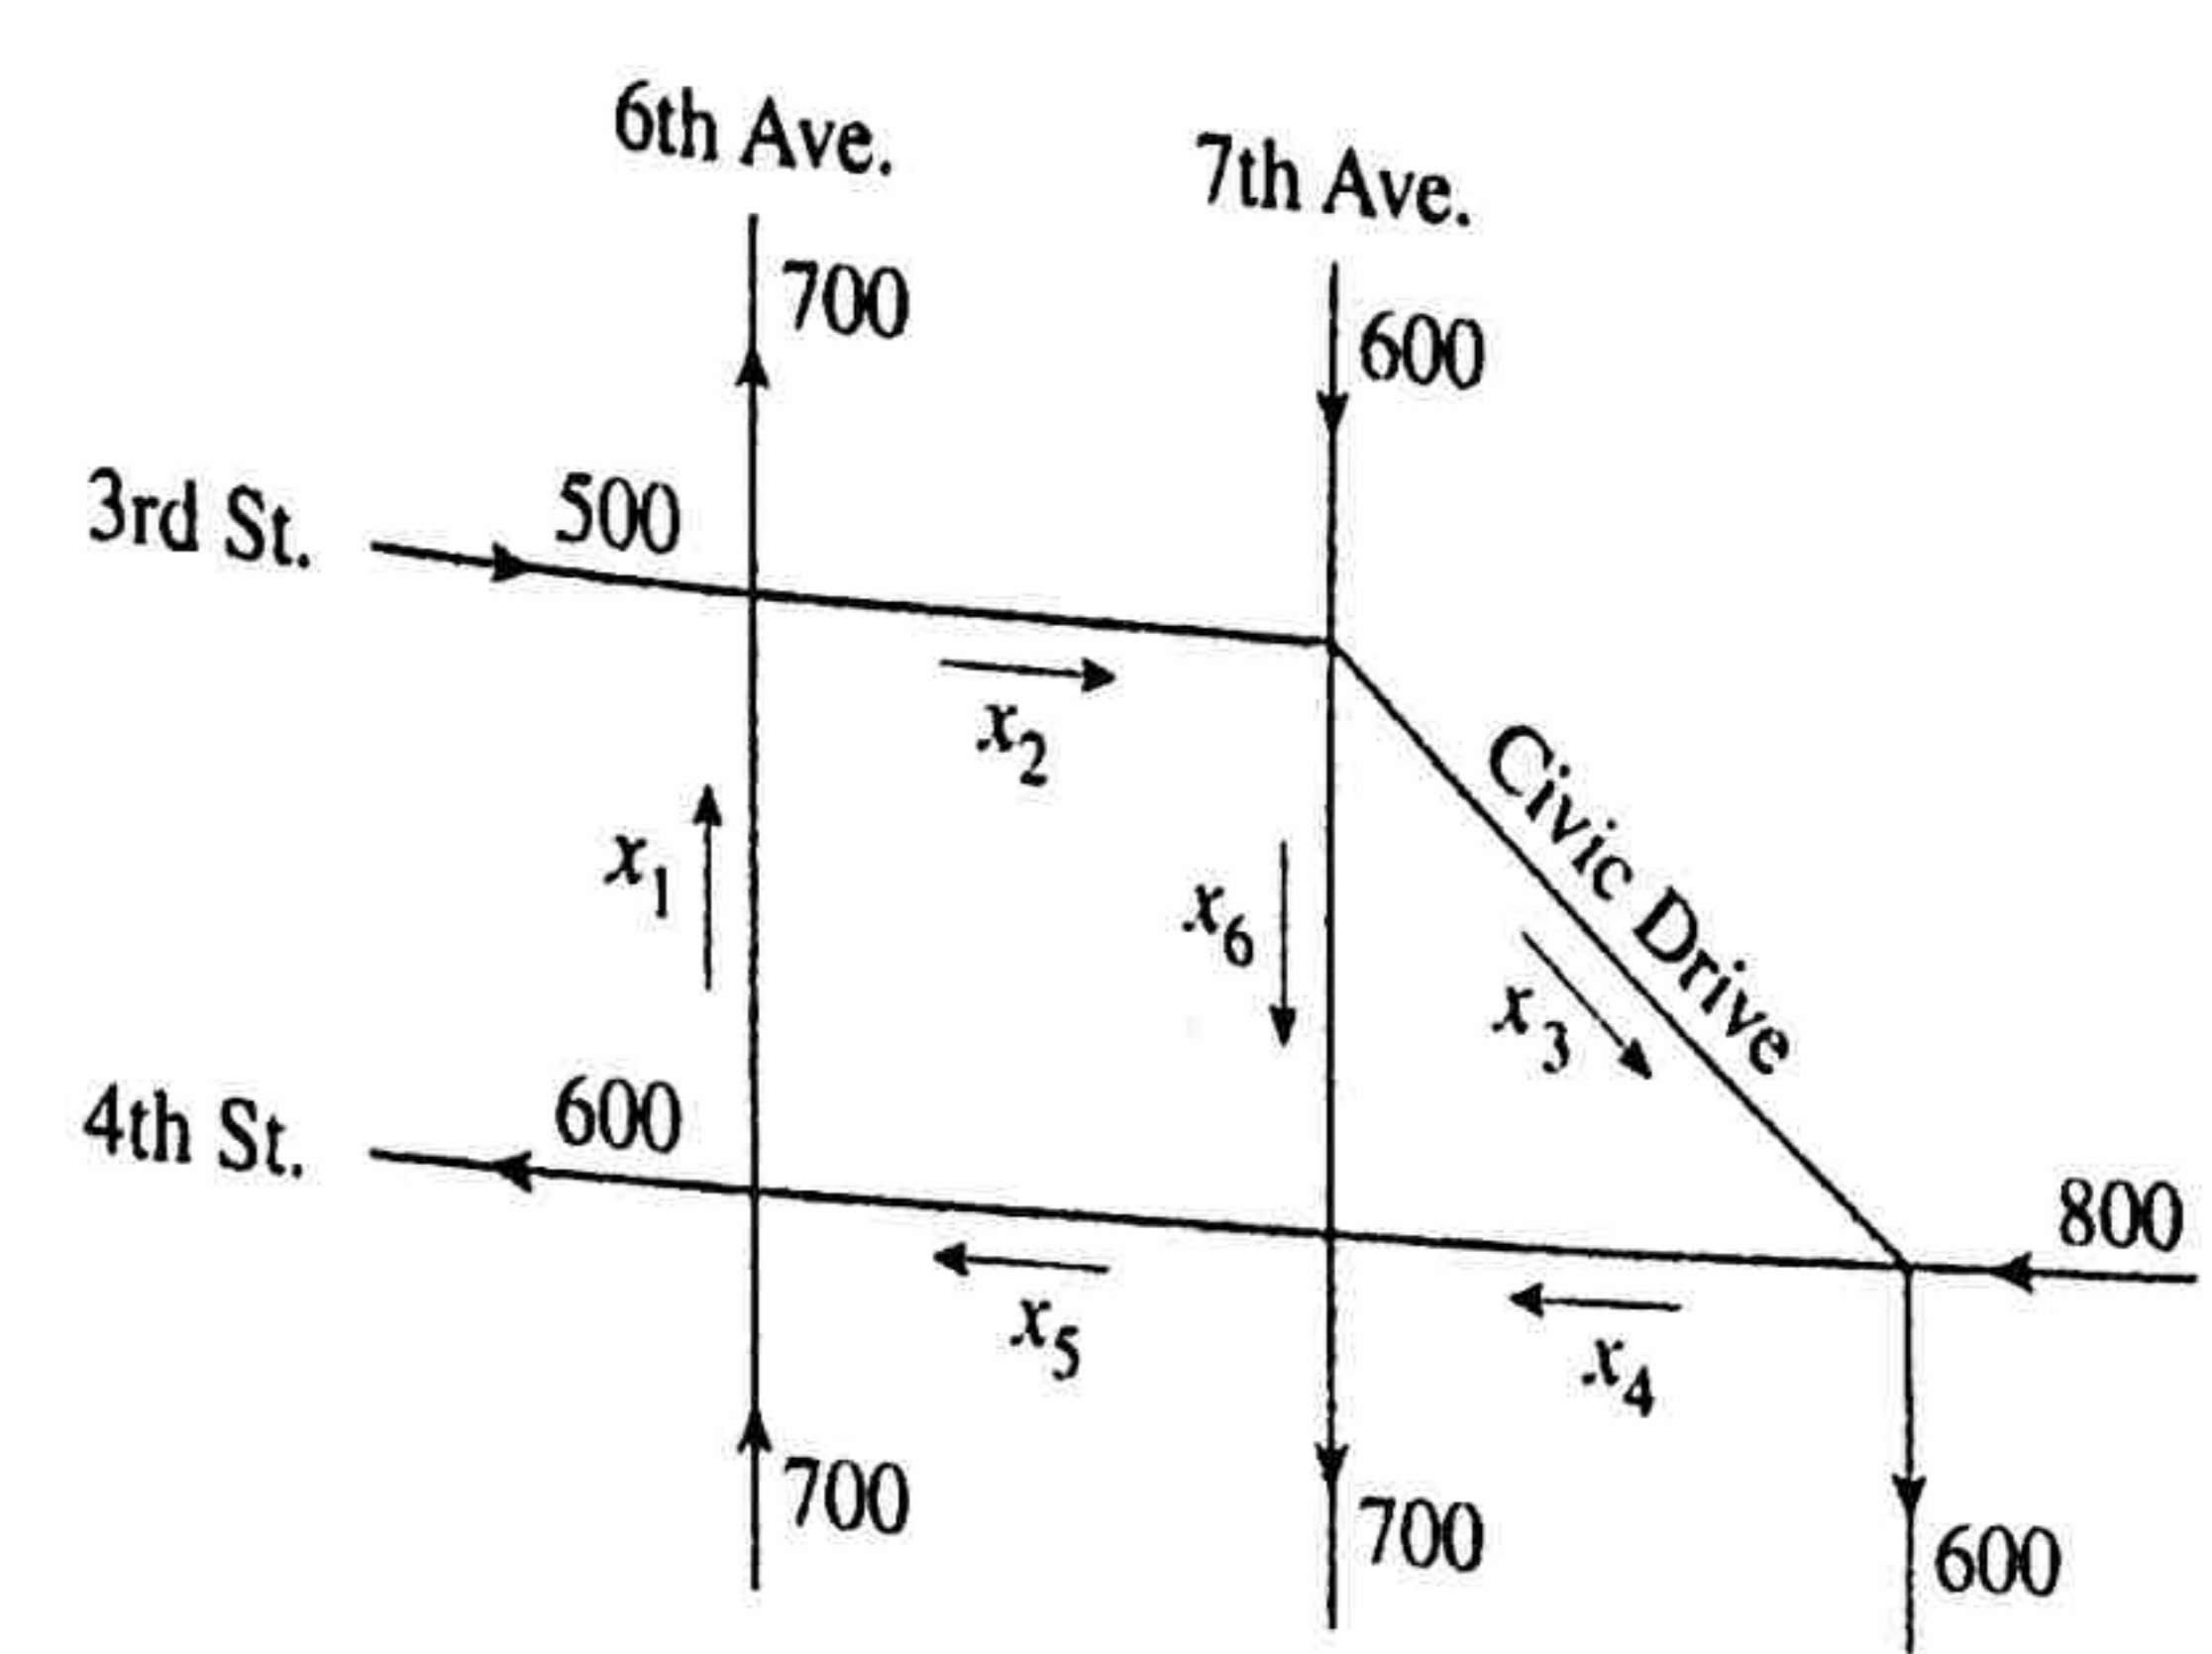 6th Ave.
7th Ave.
700
600
3rd St.
500
x2
Civic Drive
x1
x6
x3
4th St.
600
800
x5
x4
700
700
600